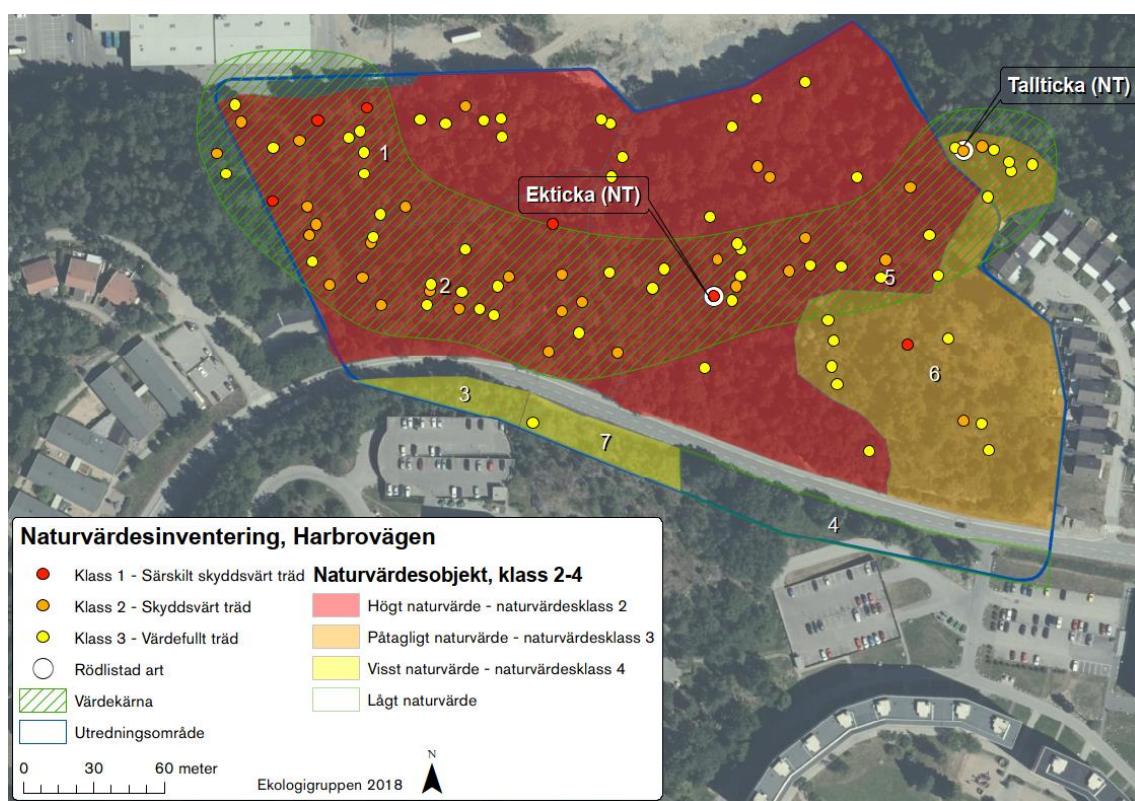 Tallticka (NT)
1
Ekticka (NT)
2
5
6
3
7
4
Naturvärdesinventering, Harbrovägen
Klass 1 - Särskilt skyddsvärt träd
Klass 2 - Skyddsvärt träd
Klass 3 - Värdefullt träd
Rödlistad art
Värdekärna
Utredningsområde
Naturvärdesobjekt, klass 2-4
Högt naturvärde - naturvärdesklass 2
Påtagligt naturvärde - naturvärdesklass 3
Visst naturvärde - naturvärdesklass 4
Lågt naturvärde
0 30 60 meter
Ekologigruppen 2018
N